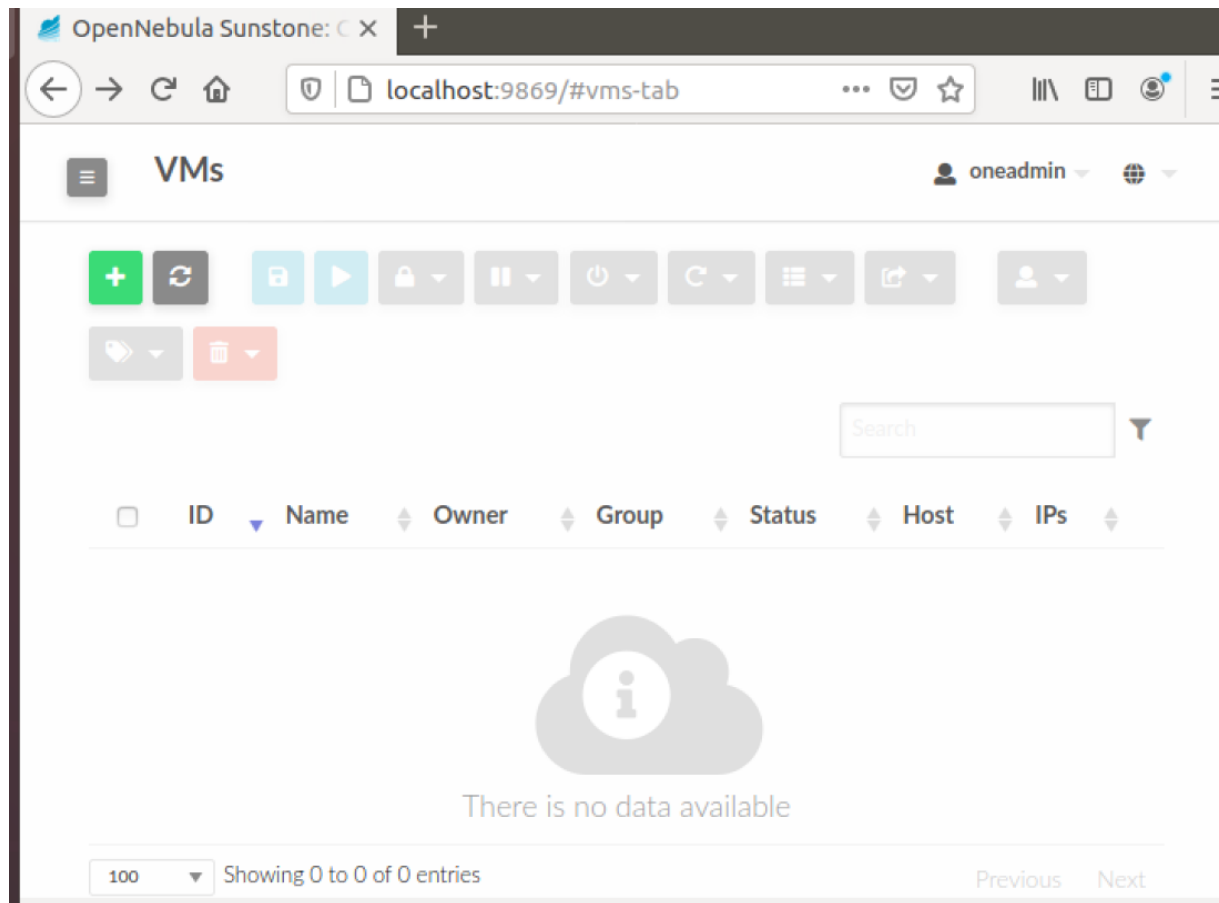 OpenNebula Sunstone: C
localhost:9869/#vms-tab
VMs
oneadmin
Search
ID Name Owner Group Status Host IPs
There is no data available
100 Showing 0 to 0 of 0 entries
Previous Next